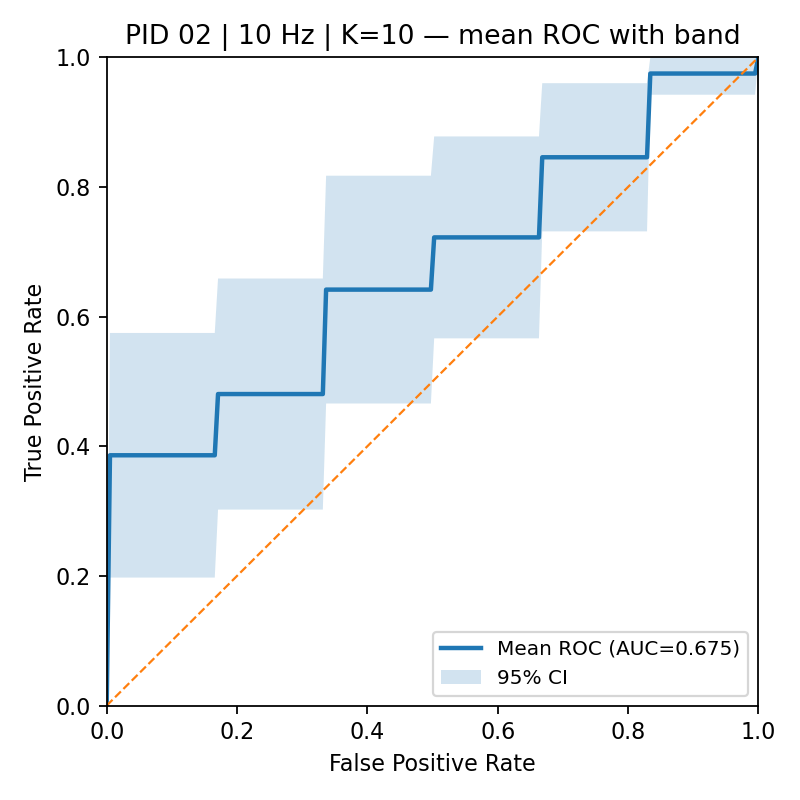 PID 02 | 10 Hz | K=10 — mean ROC with band
1.0
0.8
0.6
0.4
0.2
0.0
True Positive Rate
Mean ROC (AUC=0.675)
95% CI
0.0 0.2 0.4 0.6 0.8 1.0
False Positive Rate